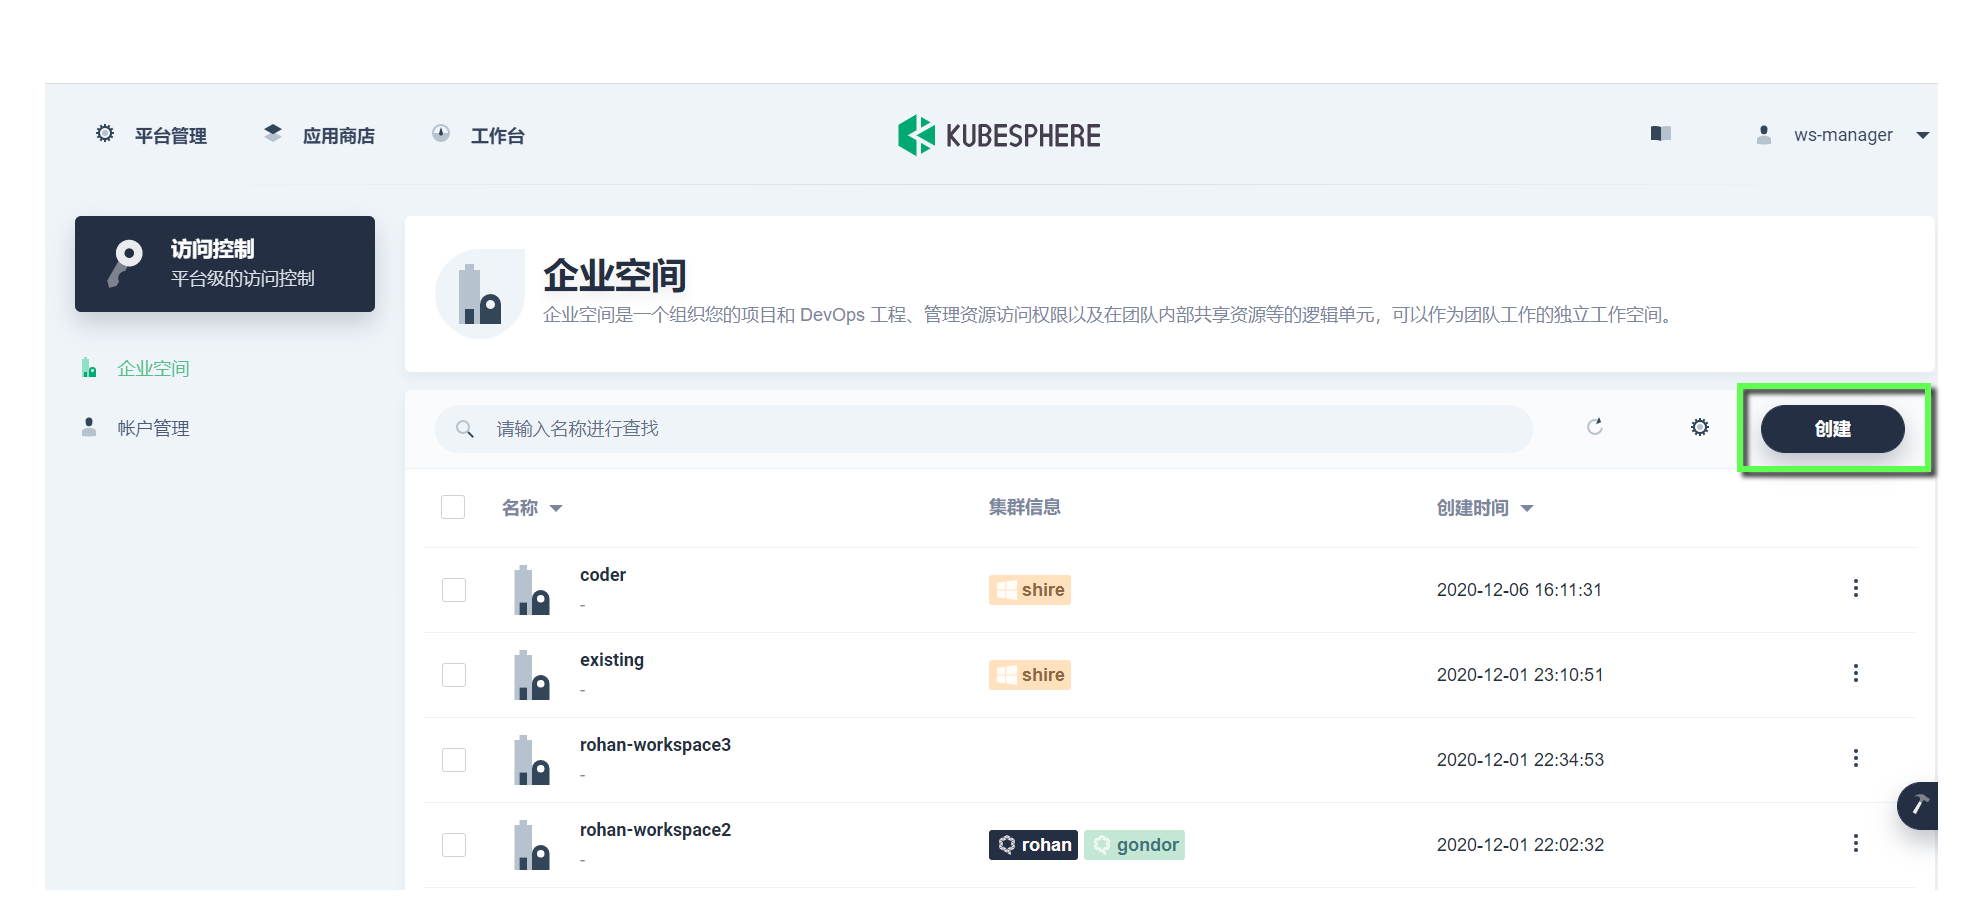 平台管理
应用商店
工作台
KUBESPHERE
ws-manager
访问控制
平台级的访问控制
企业空间
帐户管理
企业空间
企业空间是一个组织您的项目和 DevOps 工程、管理资源访问权限以及在团队内部共享资源等的逻辑单元，可以作为团队工作的独立工作空间。
请输入名称进行查找
创建
名称 集群信息 创建时间
coder
-
shire
2020-12-06 16:11:31
existing
-
shire
2020-12-01 23:10:51
rohan-workspace3
-
2020-12-01 22:34:53
rohan-workspace2
-
rohan gondor
2020-12-01 22:02:32